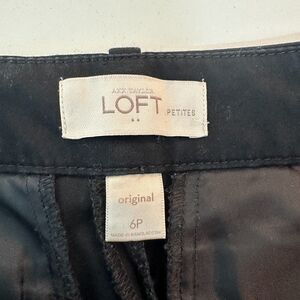 ANN TAYLOR
LOFT PETITES
original
6P
MADE IN BANGLADESH